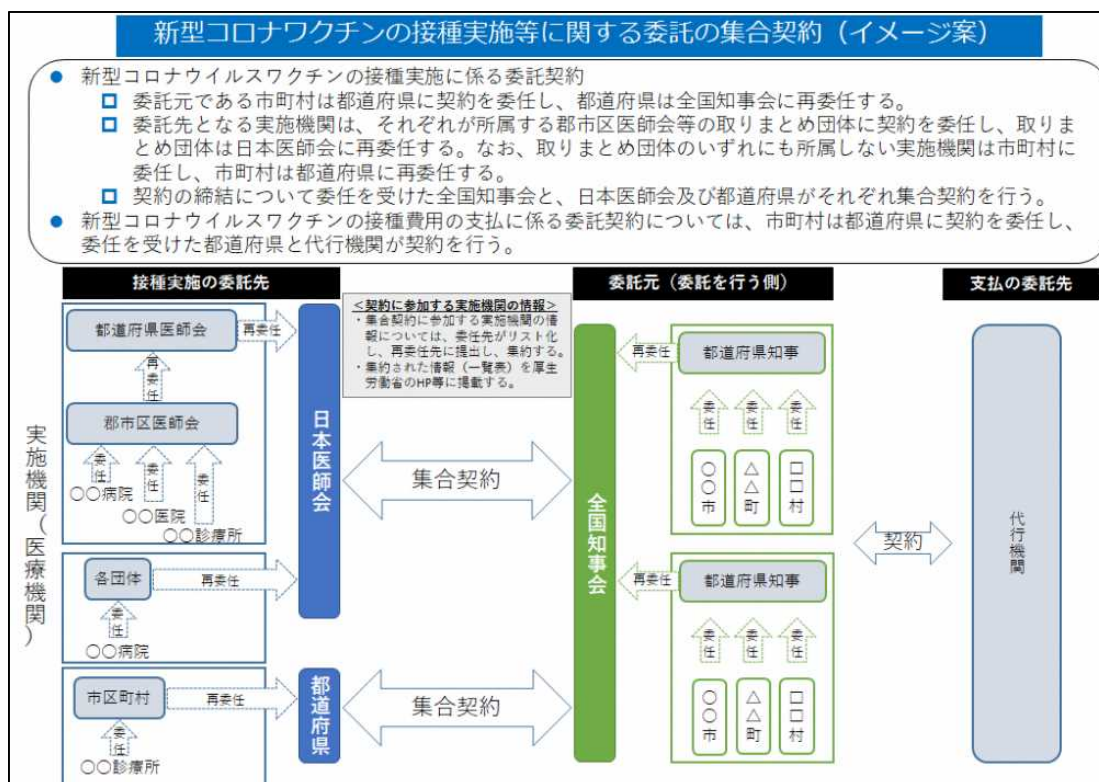 新型コロナワクチンの接種実施等に関する委託の集合契約（イメージ案）
● 新型コロナウイルスワクチンの接種実施に係る委託契約
□ 委託元である市町村は都道府県に契約を委任し、都道府県は全国知事会に再委任する。
□ 委託先となる実施機関は、それぞれが所属する郡市区医師会等の取りまとめ団体に契約を委任し、取りま
とめ団体は日本医師会に再委任する。なお、取りまとめ団体のいずれにも所属しない実施機関は市町村に
委任し、市町村は都道府県に再委任する。
□ 契約の締結について委任を受けた全国知事会と、日本医師会及び都道府県がそれぞれ集合契約を行う。
● 新型コロナウイルスワクチンの接種費用の支払に係る委託契約については、市町村は都道府県に契約を委任し、
委任を受けた都道府県と代行機関が契約を行う。
接種実施の委託先
実施機関（医療機関）
都道府県医師会
再委任
再委任
郡市区医師会
委任
委任
委任
〇〇病院
〇〇医院
〇〇診療所
各団体
再委任
委任
〇〇病院
市区町村
再委任
委任
〇〇診療所
日本医師会
都道府県
＜契約に参加する実施機関の情報＞
・集合契約に参加する実施機関の情
報については、委任先がリスト化
し、再委任先に提出し、集約する。
・集約された情報（一覧表）を厚生
労働省のHP等に掲載する。
集合契約
集合契約
委託元（委託を行う側）
全国知事会
再委任
都道府県知事
委任
委任
委任
〇〇市
△△町
□□村
再委任
都道府県知事
委任
委任
委任
〇〇市
△△町
□□村
契約
支払の委託先
代行機関